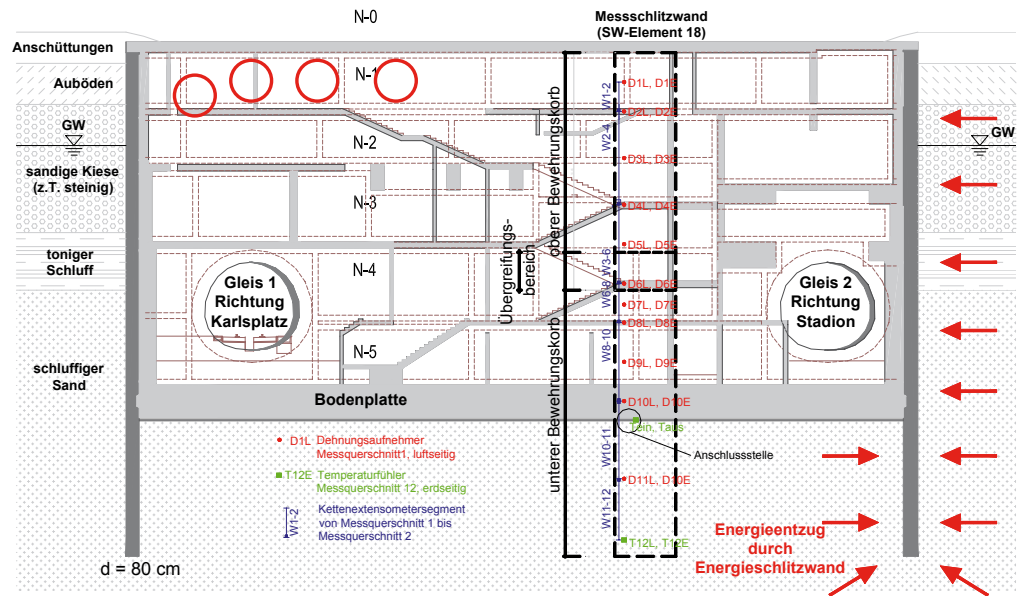 N-0
Messschlitzwand
(SW-Element 18)
Anschüttungen
N-1
Auböden
GW
GW
N-2
sandige Kiese
(z.T. steinig)
N-3
toniger
Schluff
N-4
Gleis 1
Richtung
Karlsplatz
Gleis 2
Richtung
Stadion
N-5
schluffiger
Sand
Bodenplatte
oberer Bewehrungskorb
Übergreifungs-
bereich
unterer Bewehrungskorb
W1-2
W2-4
W3-6
W6-8
W8-10
W10-11
W11-12
D1L, D1E
D2L, D2E
D3L, D3E
D4L, D4E
D5L, D5E
D6L, D6E
D7L, D7E
D8L, D8E
D9L, D9E
D10L, D10E
Tein, Taus
Anschlussstelle
D11L, D10E
T12L, T12E
D1L Dehnungsaufnehmer
Messquerschnitt1, luftseitig
T12E Temperaturfühler
Messquerschnitt 12, erdseitig
W1-2
Kettenextensometersegment
von Messquerschnitt 1 bis
Messquerschnitt 2
Energieentzug
durch
Energieschlitzwand
d = 80 cm